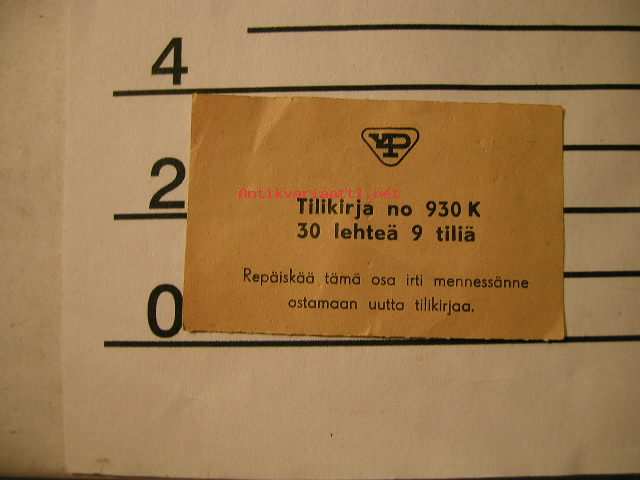 4
2
0
YP
Antikvariaatti.net
Tilikirja no 930 K
30 lehteä 9 tiliä
Repäiskää tämä osa irti mennessänne
ostamaan uutta tilikirjaa.